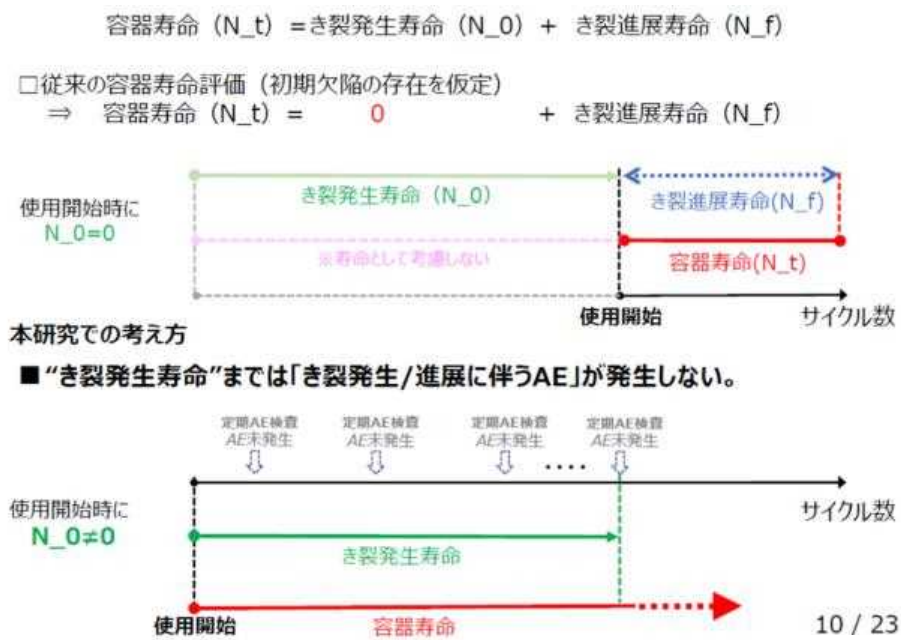 容器寿命（N_t）＝き裂発生寿命（N_0）+ き裂進展寿命（N_f）
□従来の容器寿命評価（初期欠陥の存在を仮定）
⇒ 容器寿命（N_t）= 0 + き裂進展寿命（N_f）
き裂発生寿命（N_0）
き裂進展寿命(N_f)
使用開始時に
N_0=0
※寿命として考慮しない
容器寿命(N_t)
使用開始
サイクル数
本研究での考え方
■“き裂発生寿命”までは「き裂発生/進展に伴うAE」が発生しない。
定期AE検査 定期AE検査 定期AE検査 定期AE検査
AE未発生 AE未発生 AE未発生 AE未発生
サイクル数
使用開始時に
N_0≠0
き裂発生寿命
使用開始
容器寿命
10 / 23